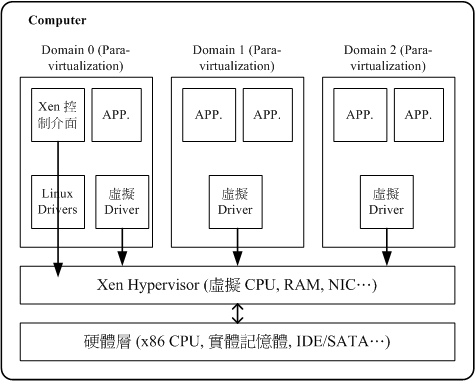 Computer
Domain 0 (Para-
virtualization)
Domain 1 (Para-
virtualization)
Domain 2 (Para-
virtualization)
Xen 控
制介面
APP.
APP.
APP.
APP.
APP.
Linux
Drivers
虛擬
Driver
虛擬
Driver
虛擬
Driver
Xen Hypervisor (虛擬 CPU, RAM, NIC…)
硬體層 (x86 CPU, 實體記憶體, IDE/SATA…)